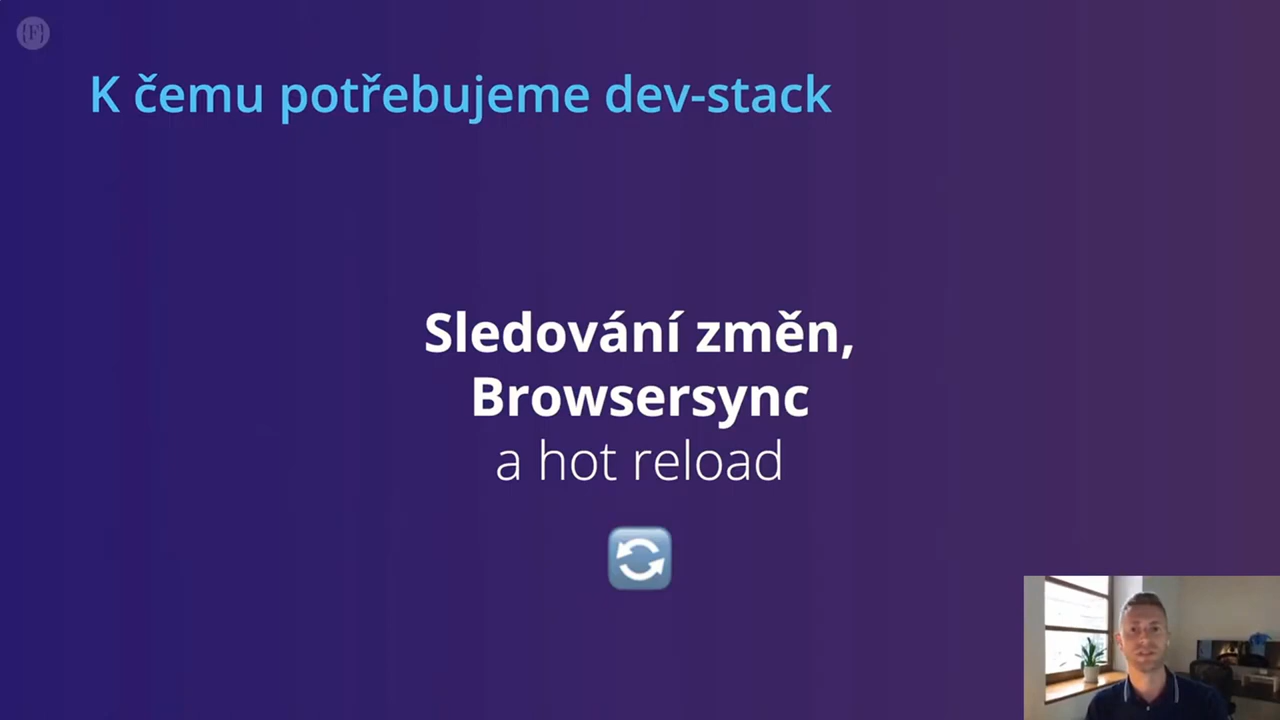 {F}
K čemu potřebujeme dev-stack
Sledování změn,
Browsersync
a hot reload